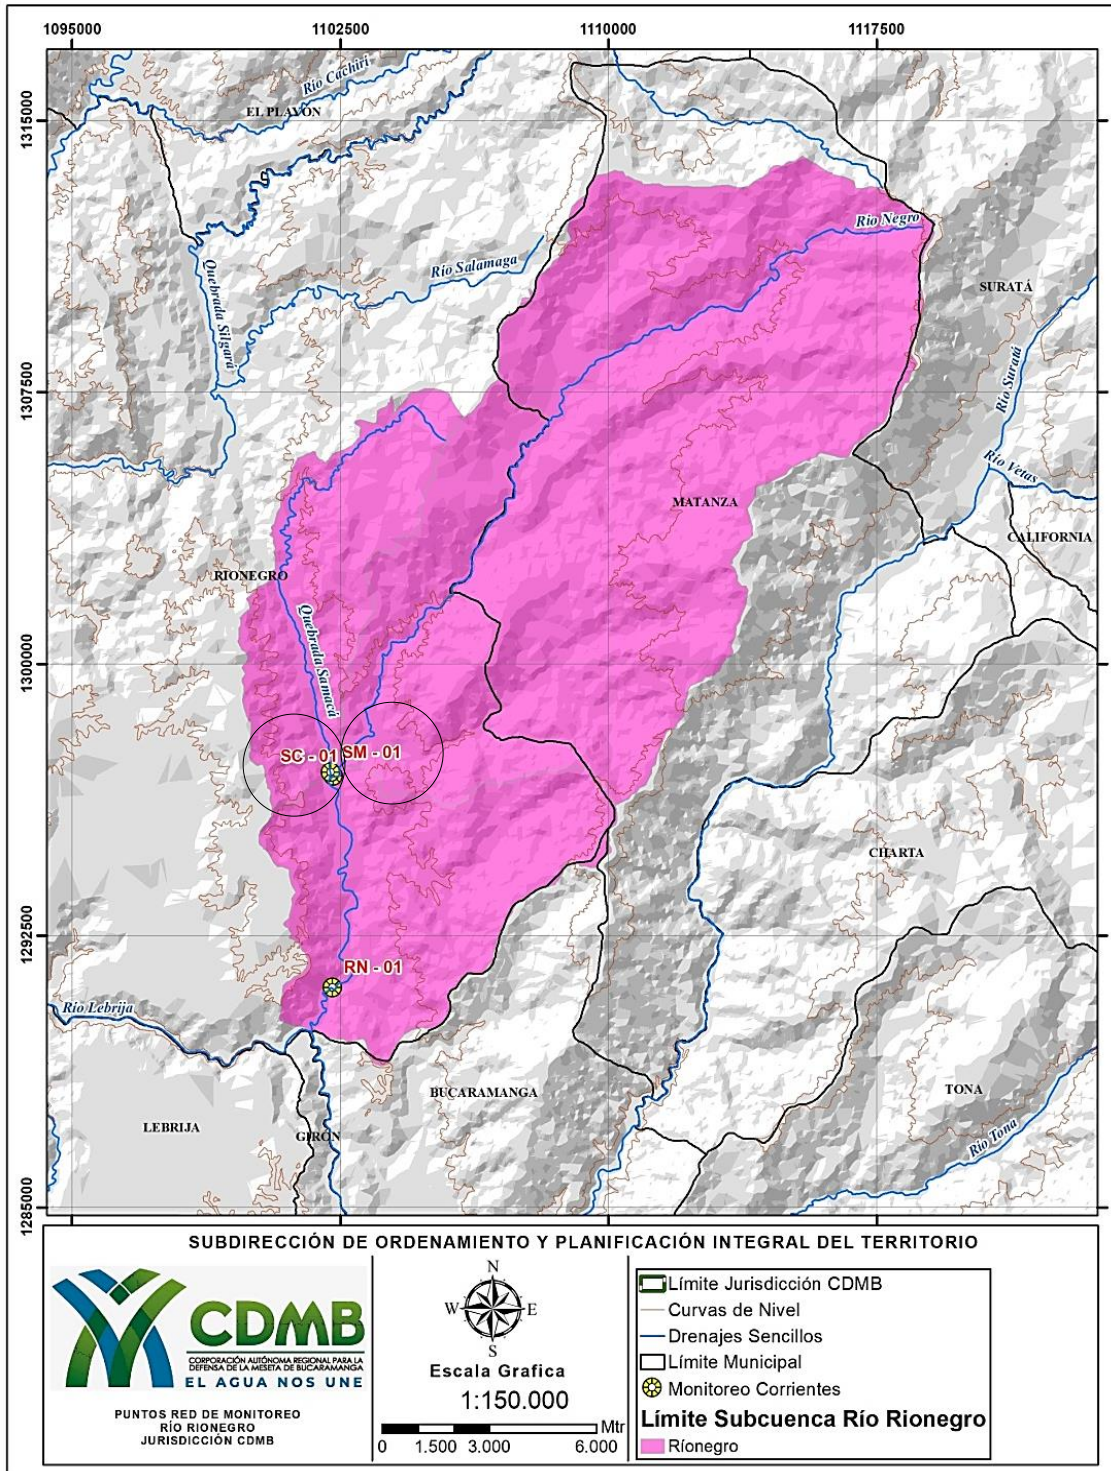 1095000
1102500
1110000
1117500
1315000
1307500
1300000
1292500
1285000
Río Cachirí
EL PLAYÓN
Río Negro
Río Salamaga
Quebrada Silgará
SURATÁ
Río Suratá
Río Vetas
MATANZA
CALIFORNIA
RIONEGRO
Quebrada Samacá
SC - 01
SM - 01
CHARTA
RN - 01
Río Lebrija
BUCARAMANGA
TONA
LEBRIJA
GIRÓN
Río Tona
SUBDIRECCIÓN DE ORDENAMIENTO Y PLANIFICACIÓN INTEGRAL DEL TERRITORIO
CDMB
CORPORACIÓN AUTÓNOMA REGIONAL PARA LA
DEFENSA DE LA MESETA DE BUCARAMANGA
EL AGUA NOS UNE
PUNTOS RED DE MONITOREO
RÍO RIONEGRO
JURISDICCIÓN CDMB
N
W
E
S
Escala Grafica
1:150.000
Mtr
0 1.500 3.000 6.000
Límite Jurisdicción CDMB
Curvas de Nivel
Drenajes Sencillos
Límite Municipal
Monitoreo Corrientes
Límite Subcuenca Río Rionegro
Ríonegro